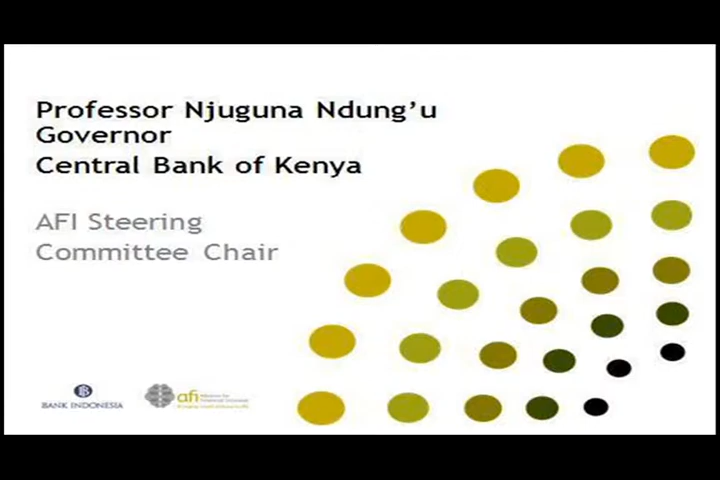 Professor Njuguna Ndung'u
Governor
Central Bank of Kenya
AFI Steering
Committee Chair
BANK INDONESIA
afi